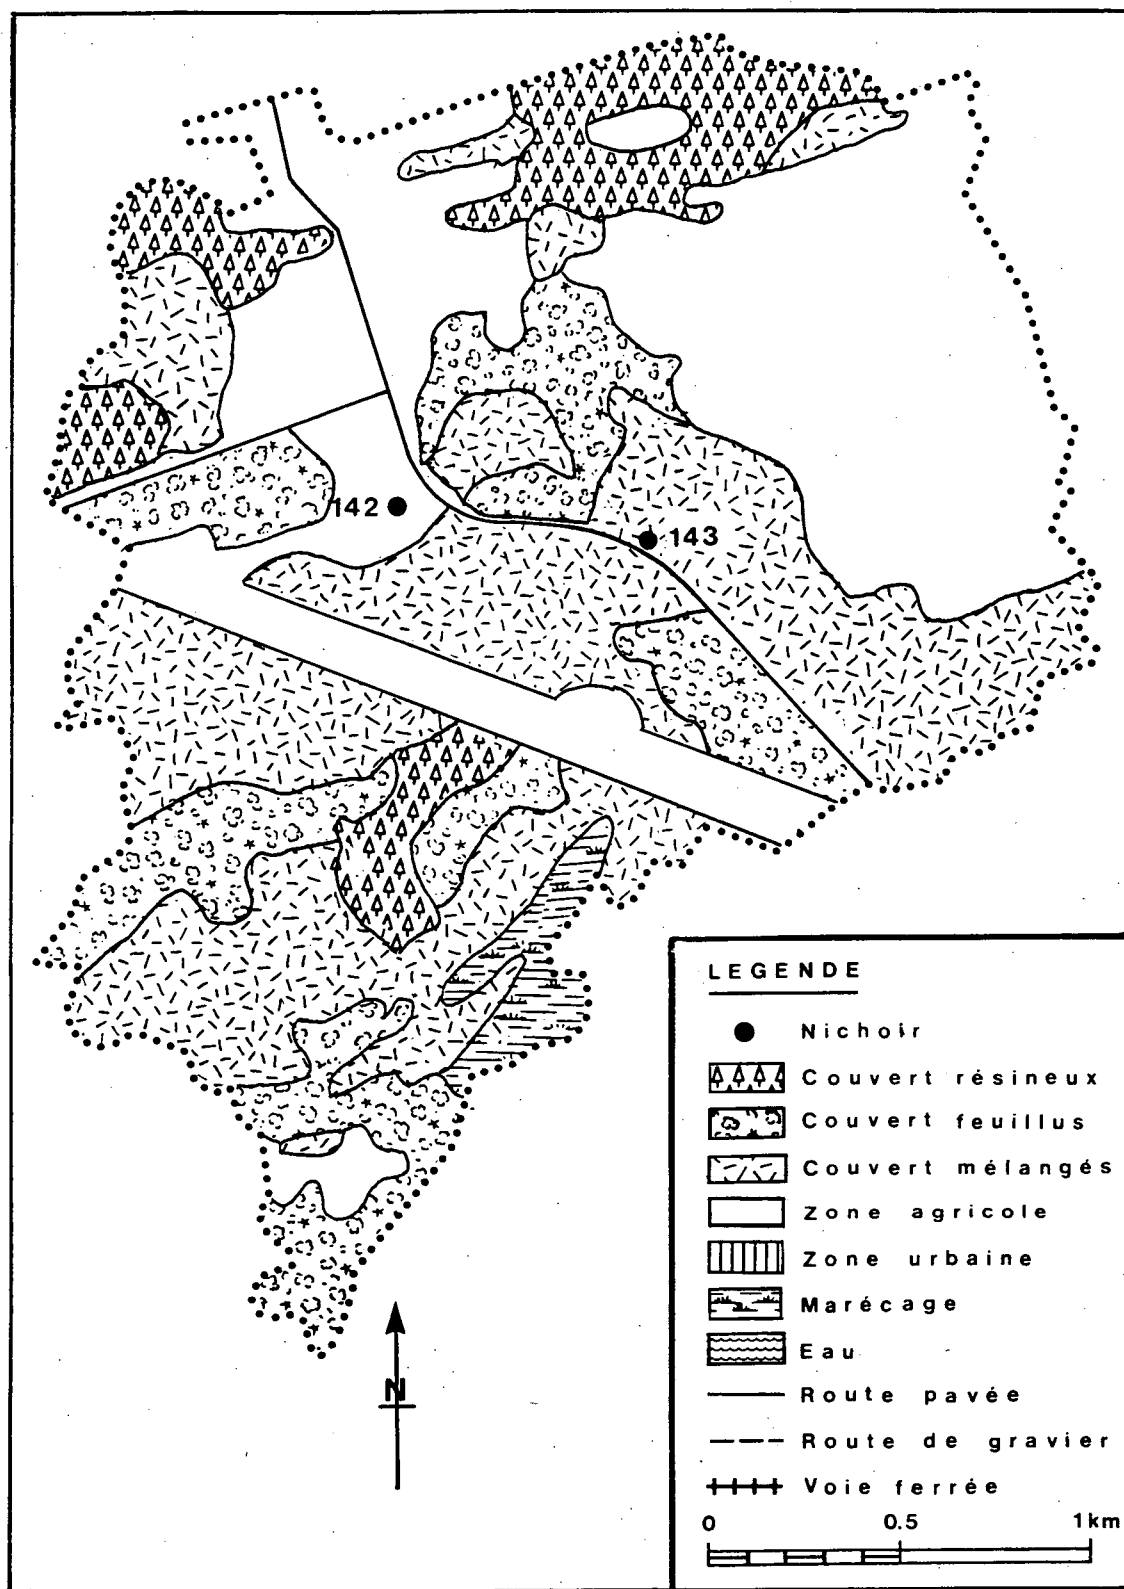 142
143
N
LEGENDE
Nichoir
Couvert résineux
Couvert feuillus
Couvert mélangés
Zone agricole
Zone urbaine
Marécage
Eau
Route pavée
Route de gravier
Voie ferrée
0 0.5 1km